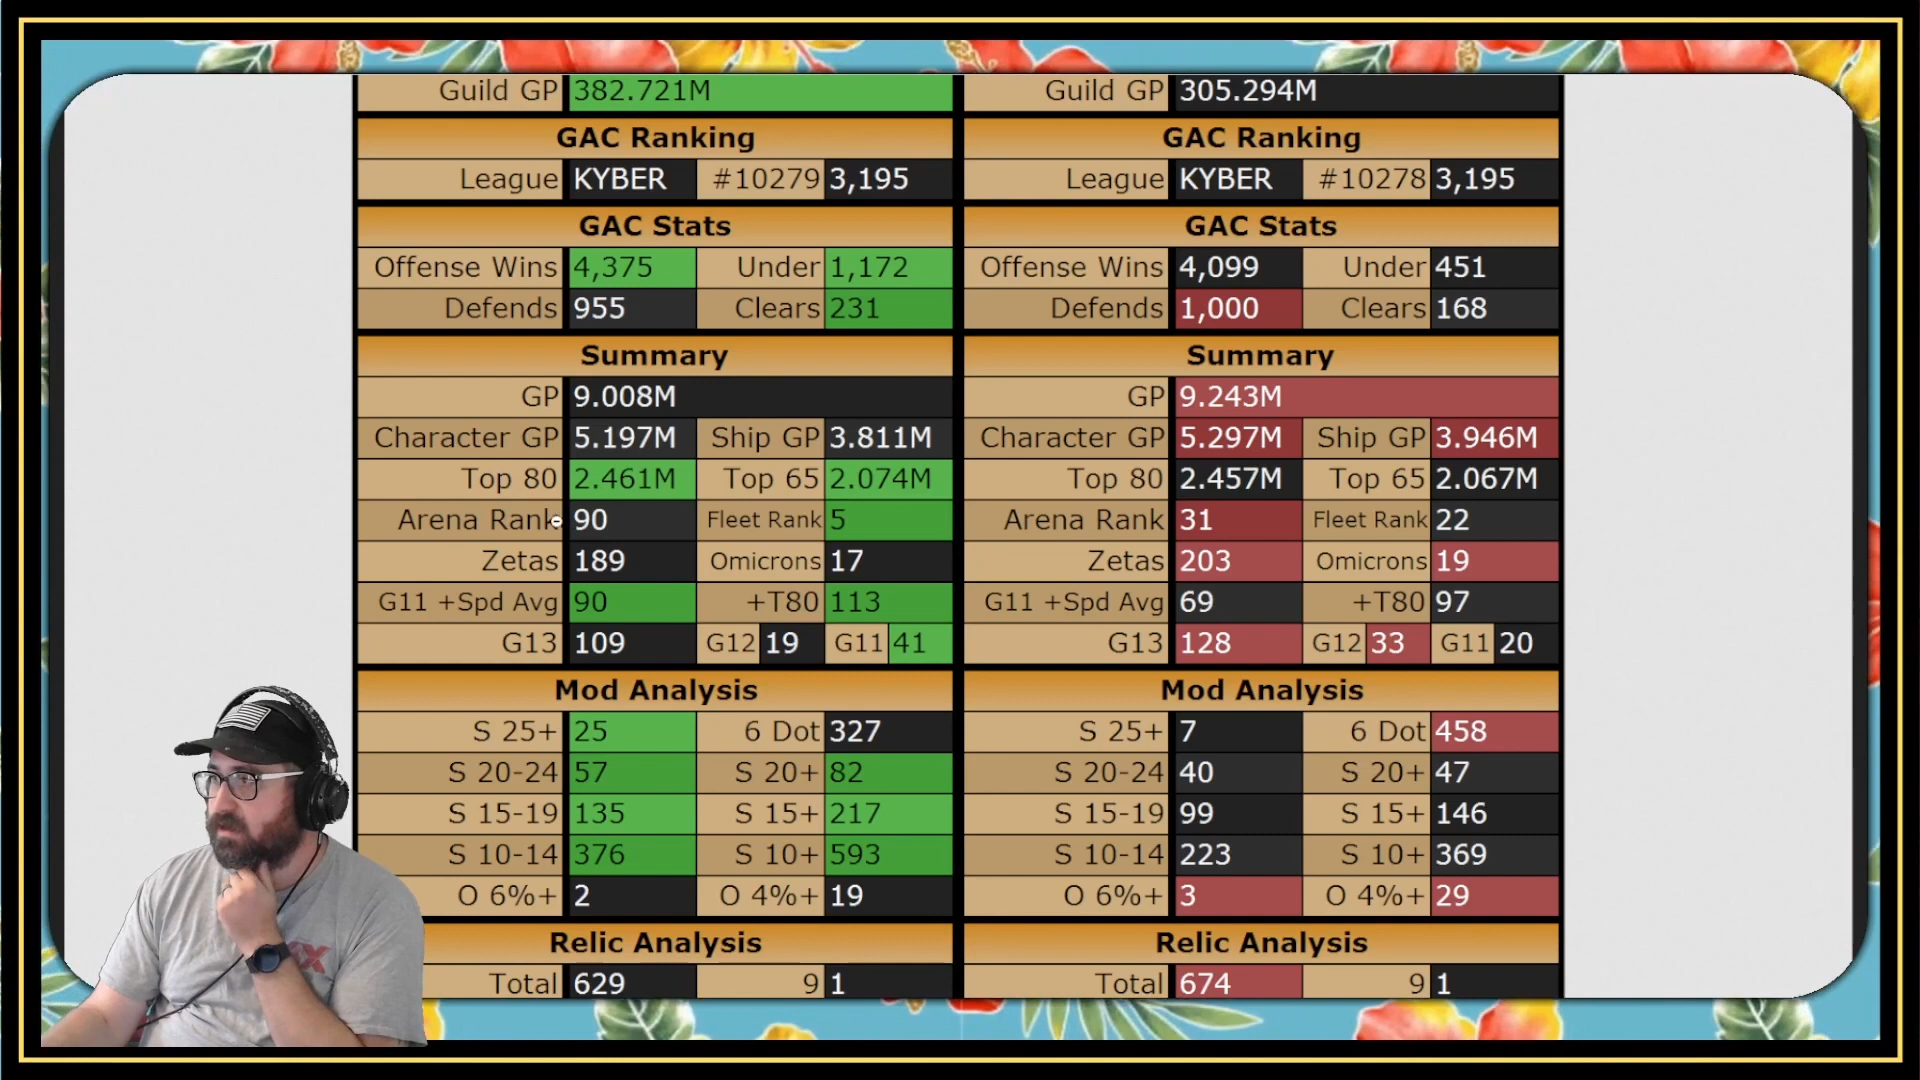 Guild GP 382.721M Guild GP 305.294M
GAC Ranking GAC Ranking
League KYBER #10279 3,195 League KYBER #10278 3,195
GAC Stats GAC Stats
Offense Wins 4,375 Under 1,172 Offense Wins 4,099 Under 451
Defends 955 Clears 231 Defends 1,000 Clears 168
Summary Summary
GP 9.008M GP 9.243M
Character GP 5.197M Ship GP 3.811M Character GP 5.297M Ship GP 3.946M
Top 80 2.461M Top 65 2.074M Top 80 2.457M Top 65 2.067M
Arena Rank 90 Fleet Rank 5 Arena Rank 31 Fleet Rank 22
Zetas 189 Omicrons 17 Zetas 203 Omicrons 19
G11 +Spd Avg 90 +T80 113 G11 +Spd Avg 69 +T80 97
G13 109 G12 19 G11 41 G13 128 G12 33 G11 20
Mod Analysis Mod Analysis
S 25+ 25 6 Dot 327 S 25+ 7 6 Dot 458
S 20-24 57 S 20+ 82 S 20-24 40 S 20+ 47
S 15-19 135 S 15+ 217 S 15-19 99 S 15+ 146
S 10-14 376 S 10+ 593 S 10-14 223 S 10+ 369
O 6%+ 2 O 4%+ 19 O 6%+ 3 O 4%+ 29
Relic Analysis Relic Analysis
Total 629 9 1 Total 674 9 1